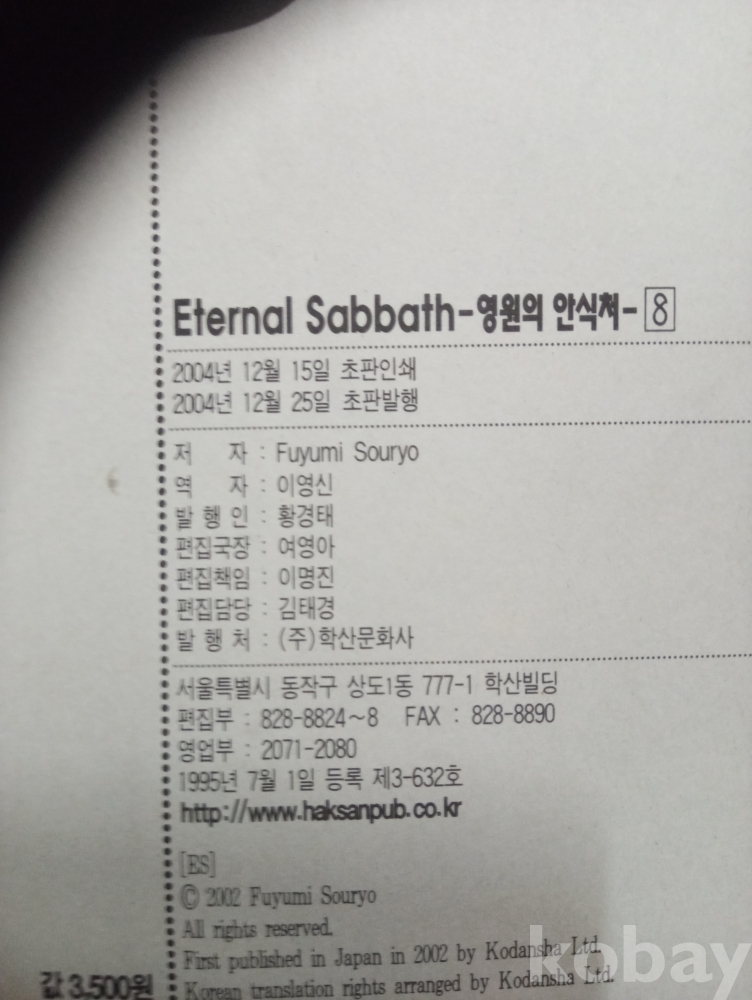 Eternal Sabbath-영원의 안식처- 8
2004년 12월 15일 초판인쇄
2004년 12월 25일 초판발행
저 자 : Fuyumi Souryo
역 자 : 이영신
발 행 인 : 황경태
편집국장 : 여영아
편집책임 : 이명진
편집담당 : 김태경
발 행 처 : (주)학산문화사
서울특별시 동작구 상도1동 777-1 학산빌딩
편집부 : 828-8824~8 FAX : 828-8890
영업부 : 2071-2080
1995년 7월 1일 등록 제3-632호
http://www.haksanpub.co.kr
[ES]
© 2002 Fuyumi Souryo
All rights reserved.
First published in Japan in 2002 by Kodansha Ltd.
Korean translation rights arranged by Kodansha Ltd.
값 3,500원
kobay